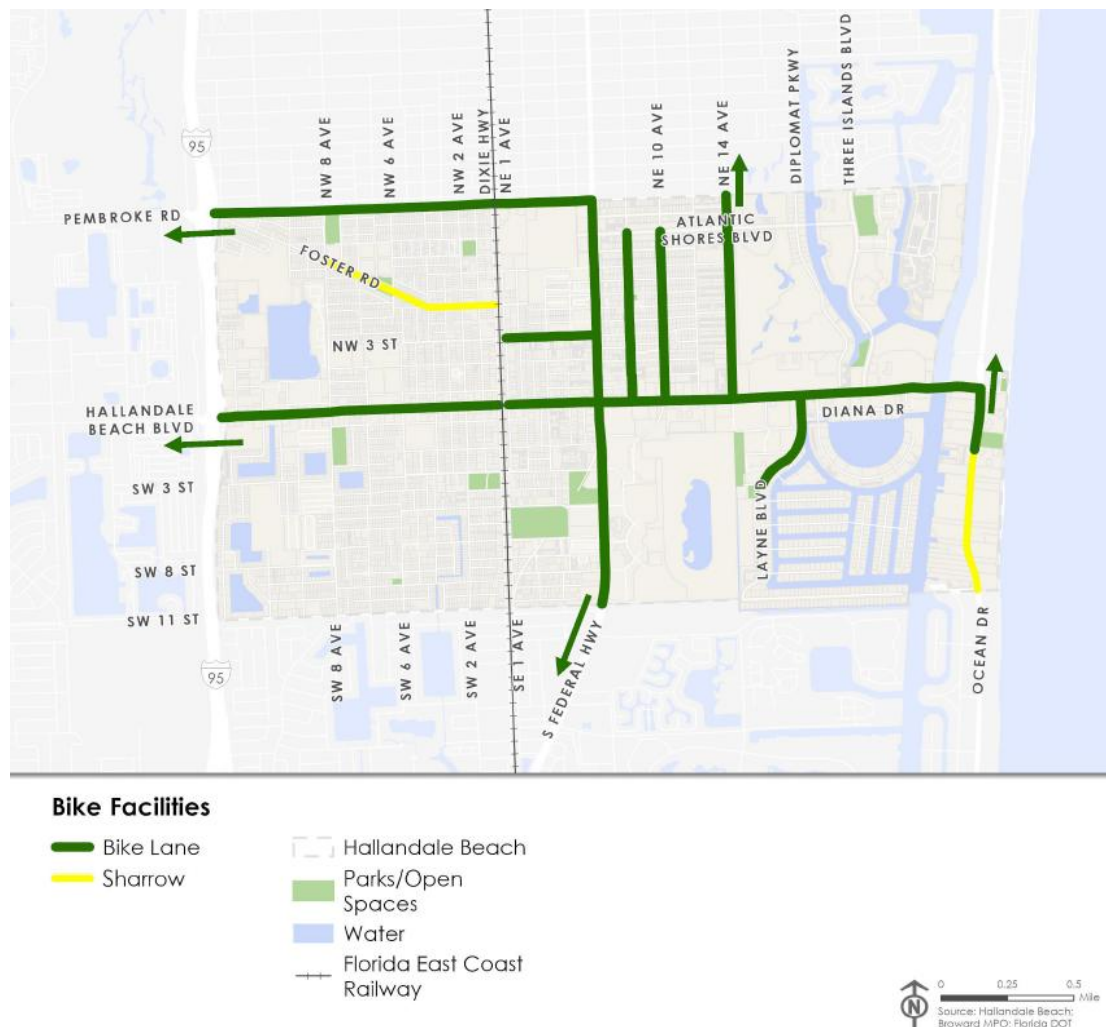 NW 8 AVE
NW 6 AVE
NW 2 AVE
DIXIE HWY
NE 1 AVE
NE 10 AVE
NE 14 AVE
DIPLOMAT PKWY
THREE ISLANDS BLVD
95
PEMBROKE RD
ATLANTIC
SHORES BLVD
FOSTER RD
NW 3 ST
HALLANDALE
BEACH BLVD
DIANA DR
SW 3 ST
LAYNE BLVD
SW 8 ST
SW 11 ST
95
SW 8 AVE
SW 6 AVE
SW 2 AVE
SE 1 AVE
S FEDERAL HWY
OCEAN DR
Bike Facilities
Bike Lane
Sharrow
Hallandale Beach
Parks/Open
Spaces
Water
Florida East Coast
Railway
N
0 0.25 0.5
Mile
Source: Hallandale Beach;
Broward MPO; Florida DOT